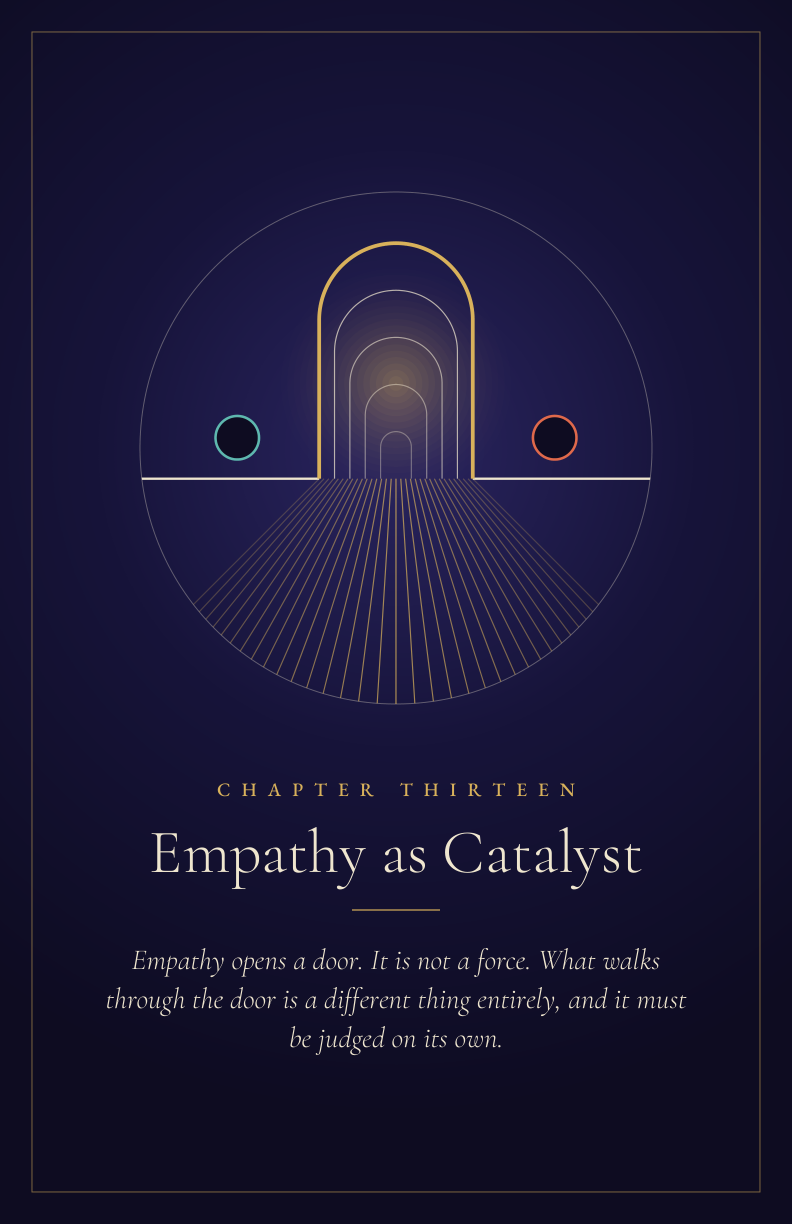 CHAPTER THIRTEEN
Empathy as Catalyst
Empathy opens a door. It is not a force. What walks
through the door is a different thing entirely, and it must
be judged on its own.